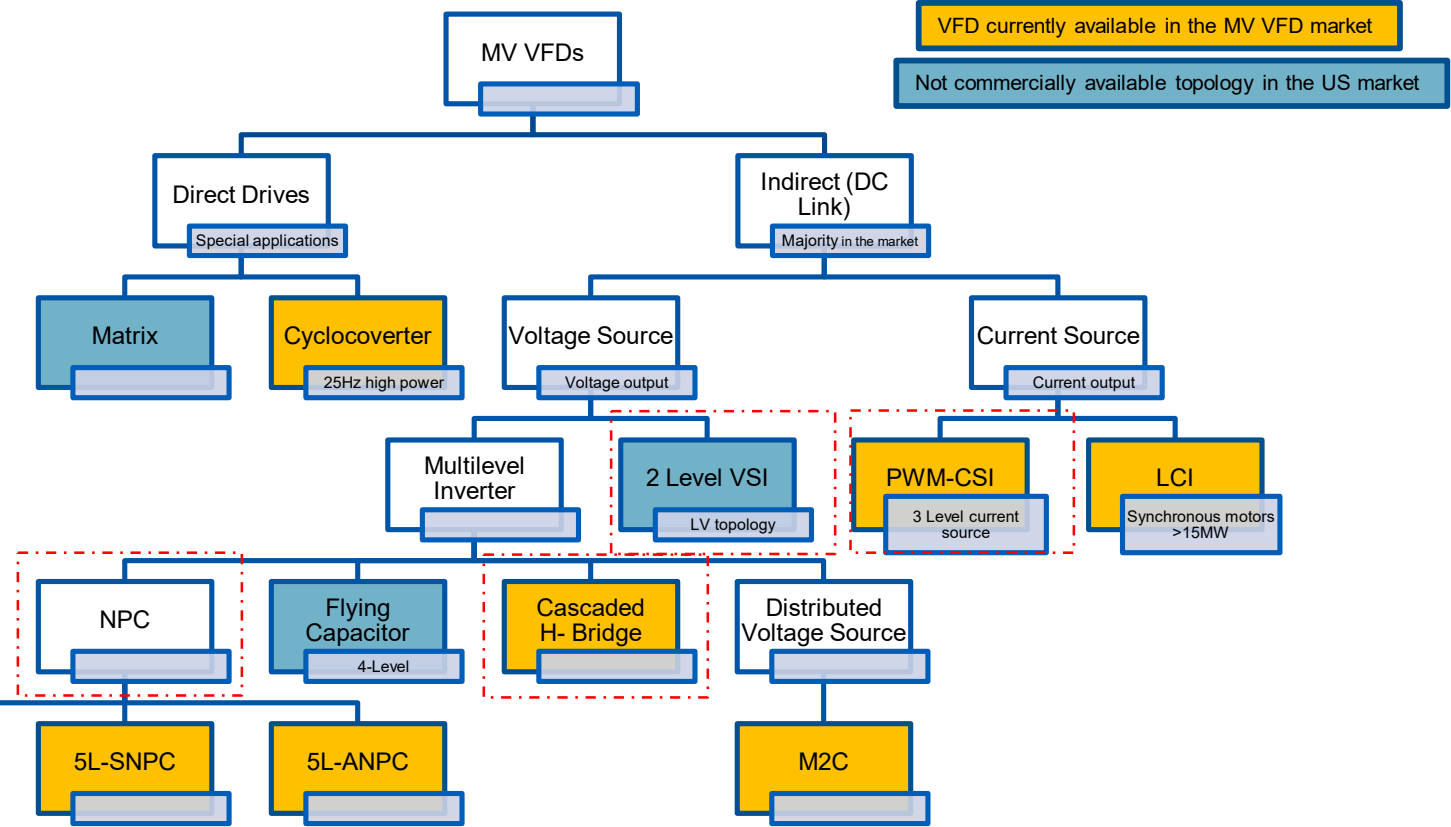 VFD currently available in the MV VFD market
MV VFDs
Not commercially available topology in the US market
Direct Drives
Special applications
Indirect (DC
Link)
Majority in the market
Matrix
Cyclocoverter
25Hz high power
Voltage Source
Voltage output
Current Source
Current output
Multilevel
Inverter
2 Level VSI
LV topology
PWM-CSI
3 Level current
source
LCI
Synchronous motors
>15MW
NPC
Flying
Capacitor
4-Level
Cascaded
H- Bridge
Distributed
Voltage Source
5L-SNPC
5L-ANPC
M2C